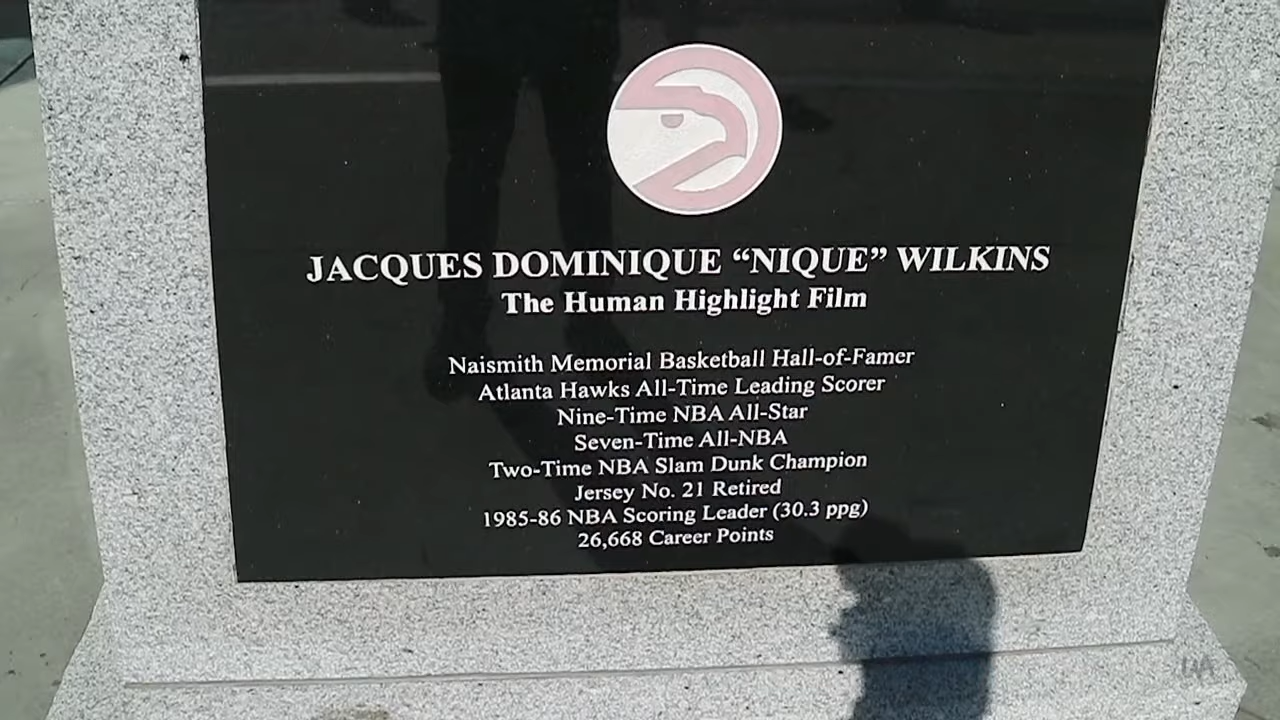 JACQUES DOMINIQUE “NIQUE” WILKINS
The Human Highlight Film
Naismith Memorial Basketball Hall-of-Famer
Atlanta Hawks All-Time Leading Scorer
Nine-Time NBA All-Star
Seven-Time All-NBA
Two-Time NBA Slam Dunk Champion
Jersey No. 21 Retired
1985-86 NBA Scoring Leader (30.3 ppg)
26,668 Career Points